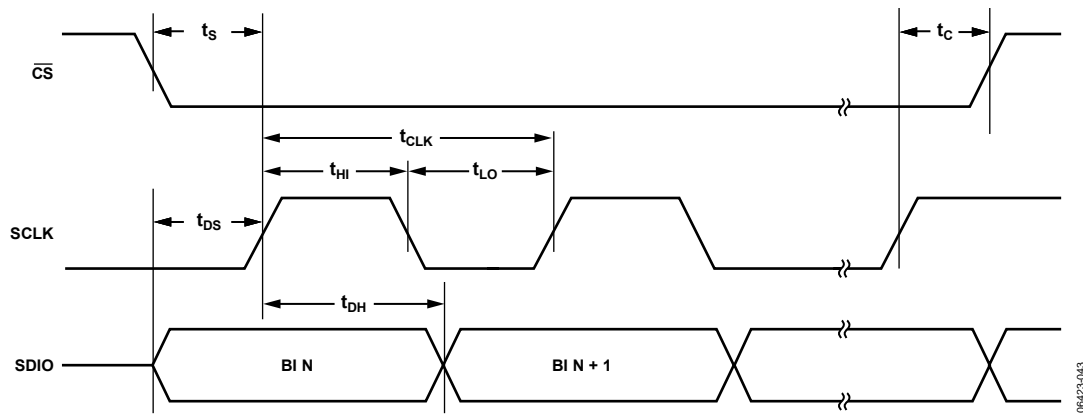 tS
tC
CS
tCLK
tHI
tLO
tDS
SCLK
tDH
SDIO
BI N
BI N + 1
06423-043